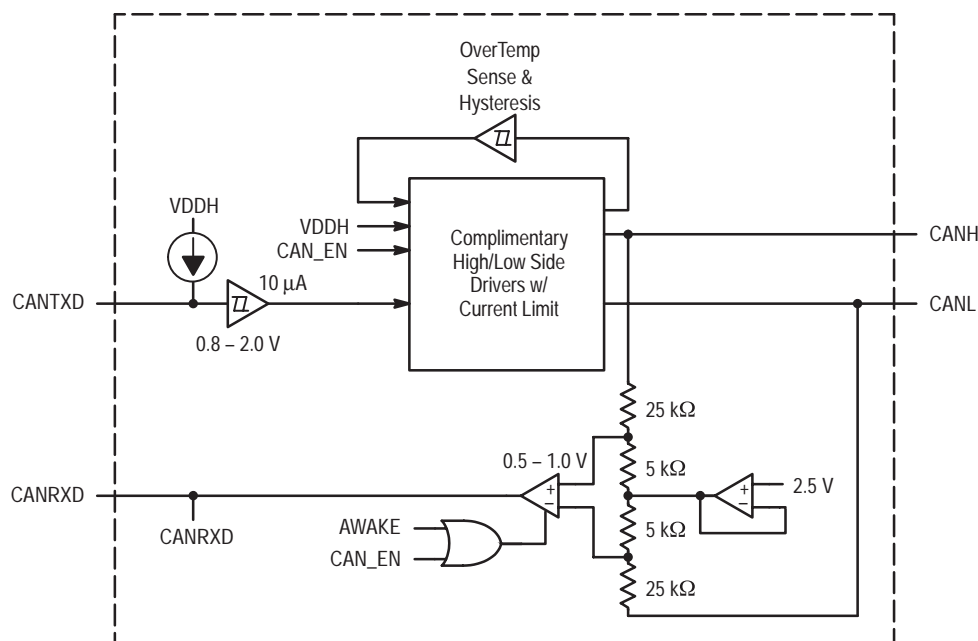 OverTemp
Sense &
Hysteresis
VDDH
VDDH
CAN_EN
Complimentary
High/Low Side
Drivers w/
Current Limit
CANH
CANTXD
10 μA
CANL
0.8 – 2.0 V
25 kΩ
0.5 – 1.0 V
5 kΩ
CANRXD
+
–
+
–
2.5 V
CANRXD
AWAKE
CAN_EN
5 kΩ
25 kΩ